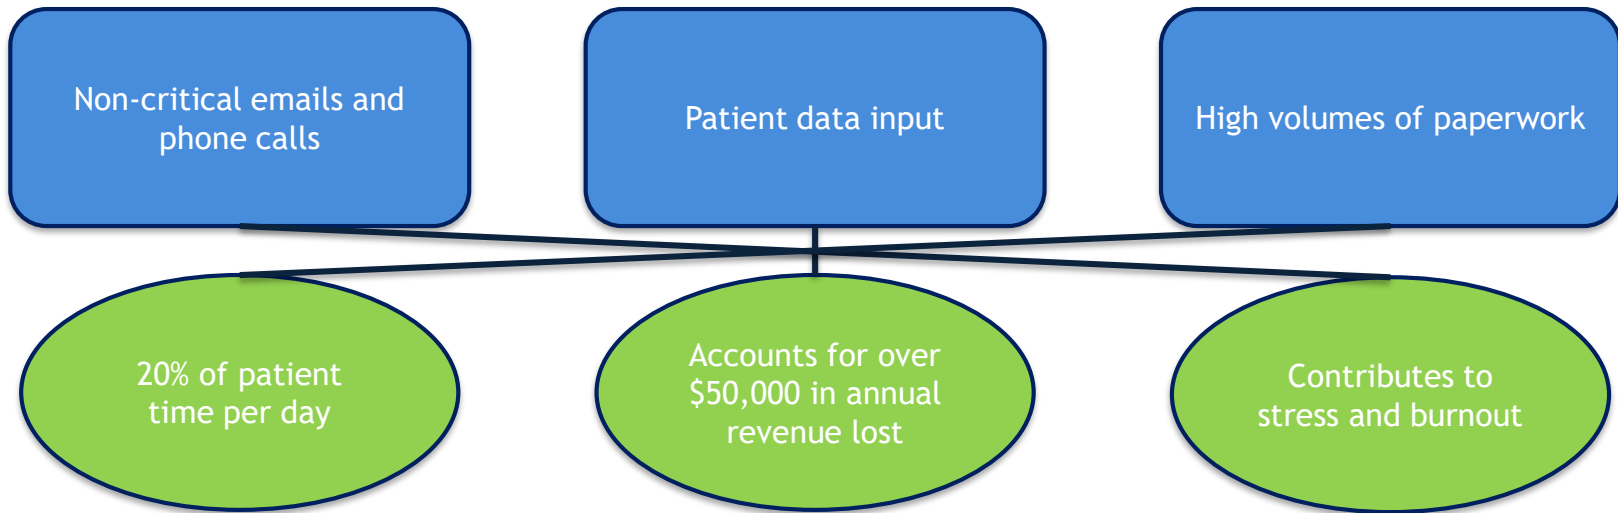 Non-critical emails and
phone calls
Patient data input
High volumes of paperwork
20% of patient
time per day
Accounts for over
$50,000 in annual
revenue lost
Contributes to
stress and burnout